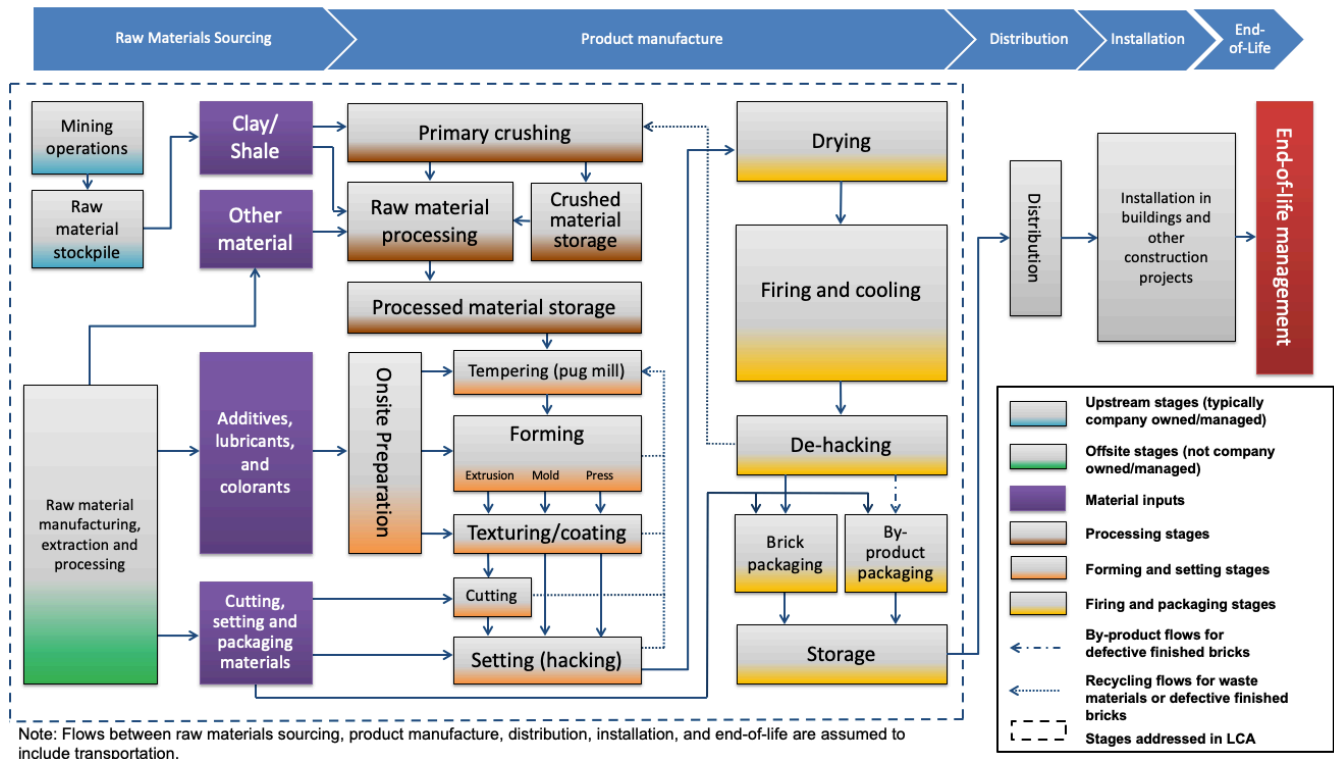 Raw Materials Sourcing
Product manufacture
Distribution
Installation
End-
of-Life
Mining
operations
Raw
material
stockpile
Clay/
Shale
Other
material
Primary crushing
Raw material
processing
Crushed
material
storage
Processed material storage
Raw material
manufacturing,
extraction and
processing
Additives,
lubricants,
and
colorants
Cutting,
setting and
packaging
materials
Onsite Preparation
Tempering (pug mill)
Forming
Extrusion
Mold
Press
Texturing/coating
Cutting
Setting (hacking)
Drying
Firing and cooling
De-hacking
Brick
packaging
By-
product
packaging
Storage
Distribution
Installation in
buildings and
other
construction
projects
End-of-life management
Upstream stages (typically
company owned/managed)
Offsite stages (not company
owned/managed)
Material inputs
Processing stages
Forming and setting stages
Firing and packaging stages
By-product flows for
defective finished bricks
Recycling flows for waste
materials or defective finished
bricks
Stages addressed in LCA
Note: Flows between raw materials sourcing, product manufacture, distribution, installation, and end-of-life are assumed to
include transportation.